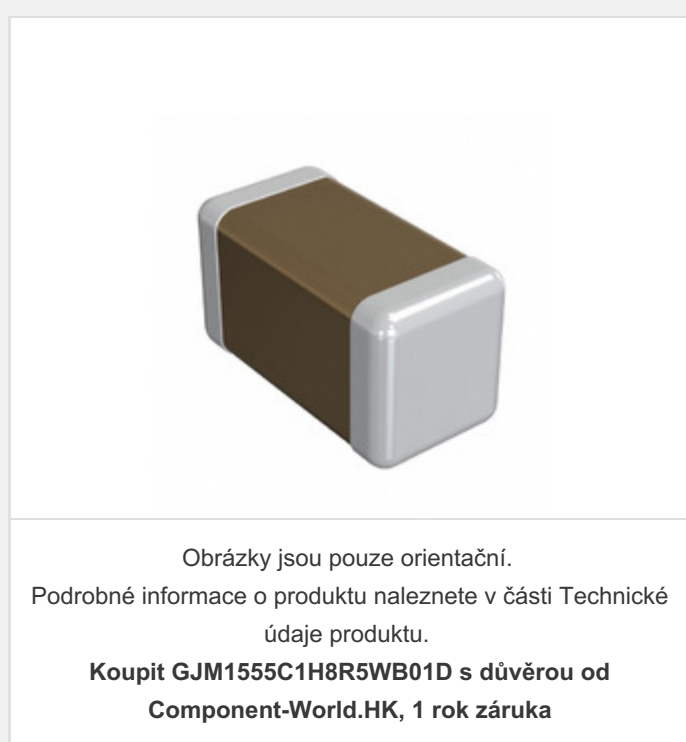 Obrázky jsou pouze orientační.
Podrobné informace o produktu naleznete v části Technické
údaje produktu.
Koupit GJM1555C1H8R5WB01D s důvěrou od
Component-World.HK, 1 rok záruka